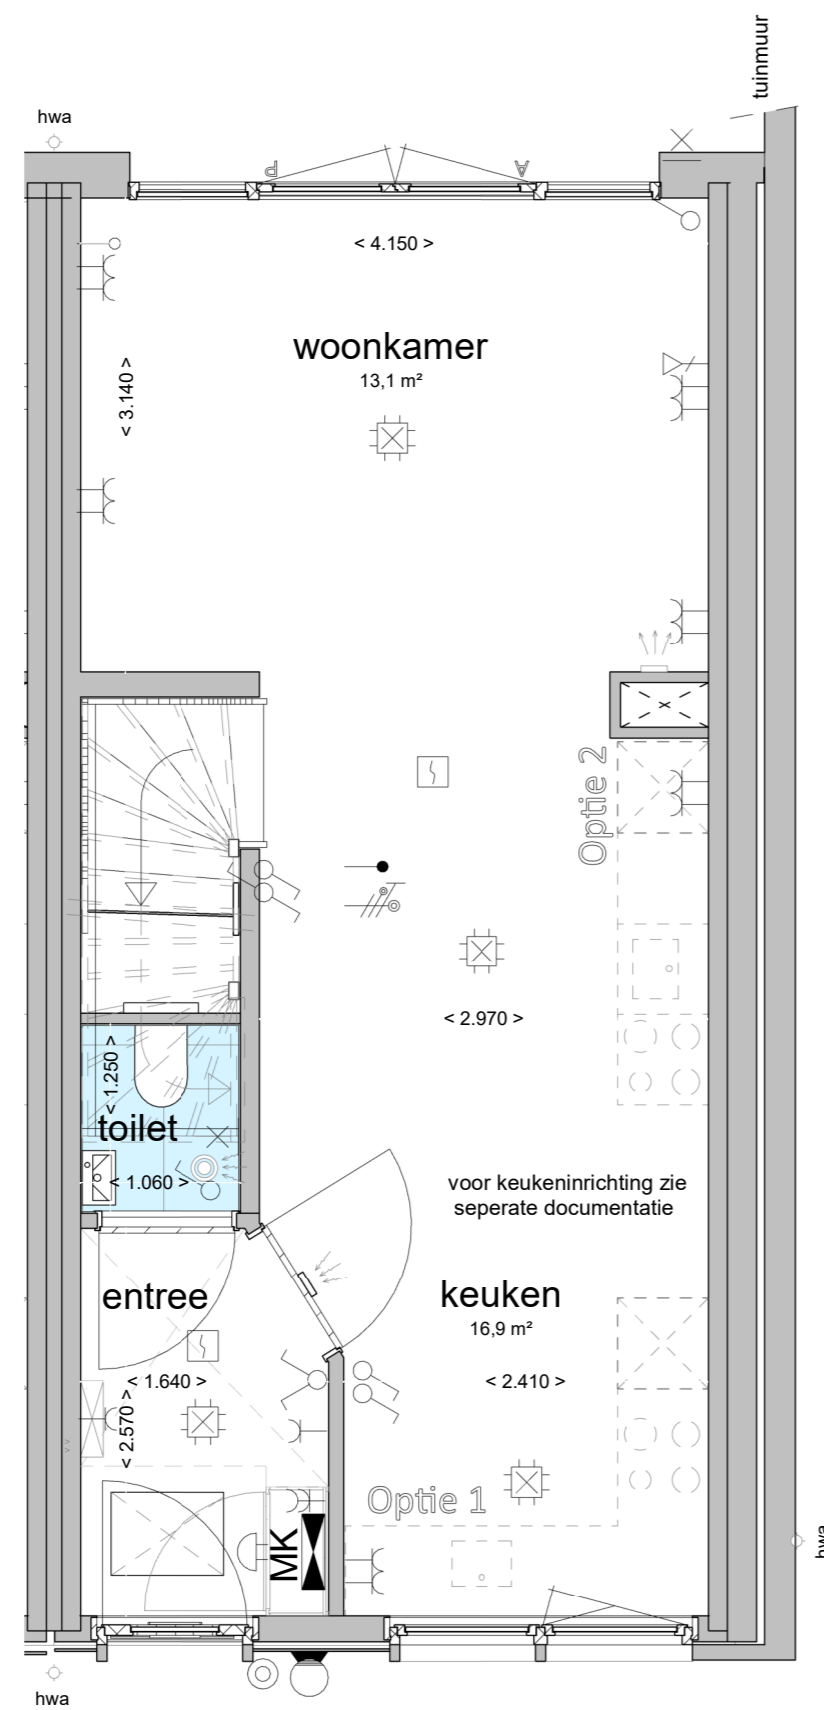 tuinmuur
hwa
P
A
< 4.150 >
woonkamer
13,1 m²
< 3.140 >
Optie 2
< 2.970 >
< 1.250 >
toilet
< 1.060 >
voor keukeninrichting zie
seperate documentatie
entree
keuken
16,9 m²
< 1.640 >
< 2.410 >
< 2.570 >
Optie 1
MK
hwa
hwa